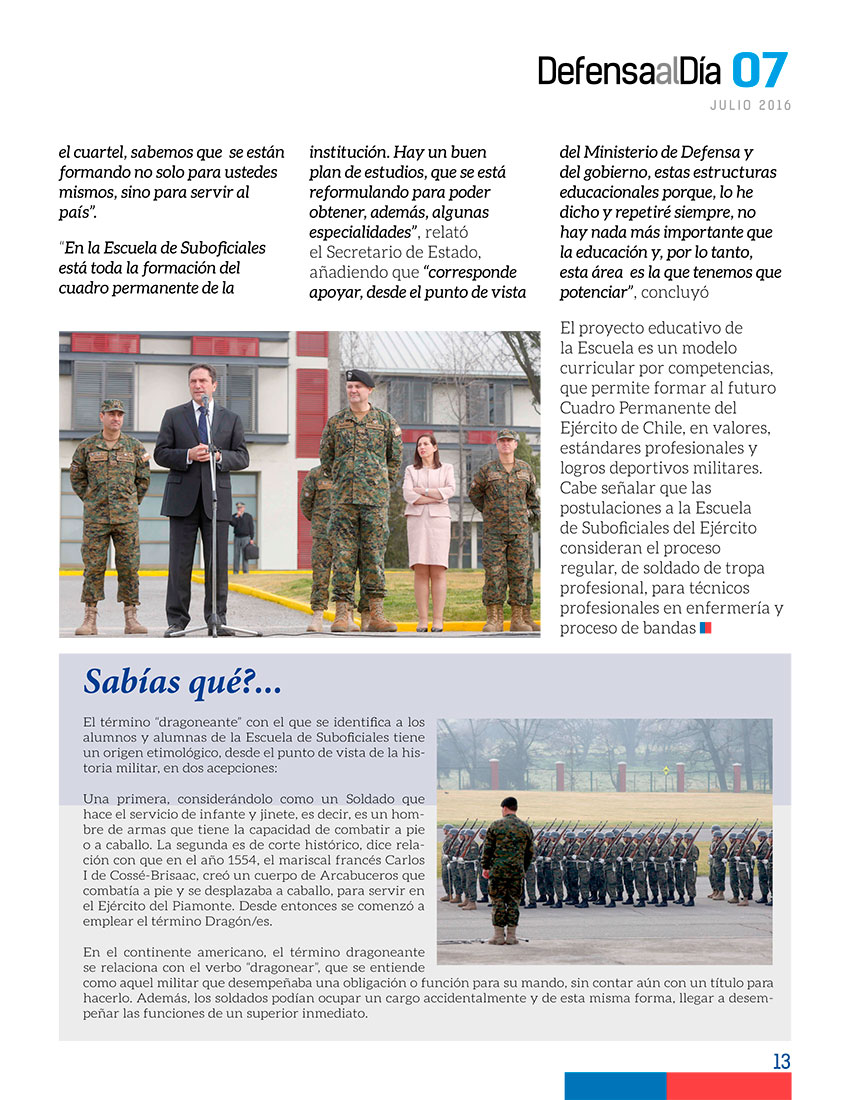 DefensaalDía 07
JULIO 2016
el cuartel, sabemos que se están
formando no solo para ustedes
mismos, sino para servir al
país”.
“En la Escuela de Suboficiales
está toda la formación del
cuadro permanente de la
institución. Hay un buen
plan de estudios, que se está
reformulando para poder
obtener, además, algunas
especialidades”, relató
el Secretario de Estado,
añadiendo que “corresponde
apoyar, desde el punto de vista
del Ministerio de Defensa y
del gobierno, estas estructuras
educacionales porque, lo he
dicho y repetiré siempre, no
hay nada más importante que
la educación y, por lo tanto,
esta área es la que tenemos que
potenciar”, concluyó
El proyecto educativo de
la Escuela es un modelo
curricular por competencias,
que permite formar al futuro
Cuadro Permanente del
Ejército de Chile, en valores,
estándares profesionales y
logros deportivos militares.
Cabe señalar que las
postulaciones a la Escuela
de Suboficiales del Ejército
consideran el proceso
regular, de soldado de tropa
profesional, para técnicos
profesionales en enfermería y
proceso de bandas
Sabías qué?...
El término “dragoneante” con el que se identifica a los
alumnos y alumnas de la Escuela de Suboficiales tiene
un origen etimológico, desde el punto de vista de la his-
toria militar, en dos acepciones:
Una primera, considerándolo como un Soldado que
hace el servicio de infante y jinete, es decir, es un hom-
bre de armas que tiene la capacidad de combatir a pie
o a caballo. La segunda es de corte histórico, dice rela-
ción con que en el año 1554, el mariscal francés Carlos
I de Cossé-Brisaac, creó un cuerpo de Arcabuceros que
combatía a pie y se desplazaba a caballo, para servir en
el Ejército del Piamonte. Desde entonces se comenzó a
emplear el término Dragón/es.
En el continente americano, el término dragoneante
se relaciona con el verbo “dragonear”, que se entiende
como aquel militar que desempeñaba una obligación o función para su mando, sin contar aún con un título para
hacerlo. Además, los soldados podían ocupar un cargo accidentalmente y de esta misma forma, llegar a desem-
peñar las funciones de un superior inmediato.
13